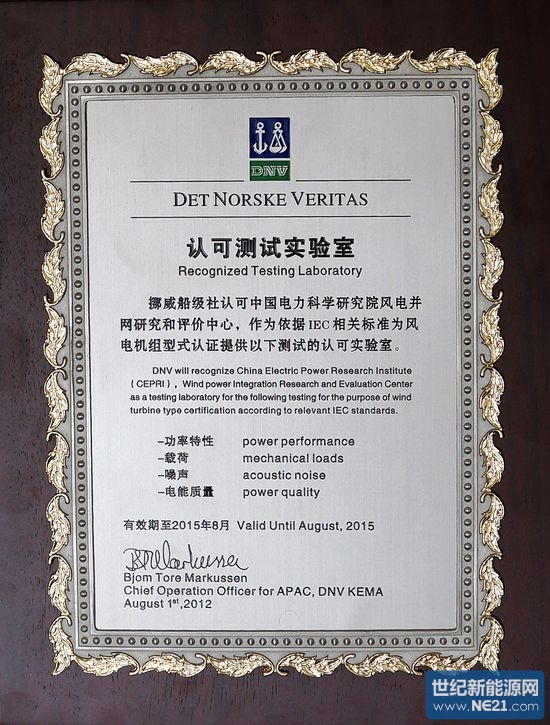 DNV
DET NORSKE VERITAS
认可测试实验室
Recognized Testing Laboratory
挪威船级社认可中国电力科学研究院风电并
网研究和评价中心，作为依据 IEC 相关标准为风
电机组型式认证提供以下测试的认可实验室。
DNV will recognize China Electric Power Research Institute
（CEPRI），Wind power Integration Research and Evaluation Center
as a testing laboratory for the following testing for the purpose of wind
turbine type certification according to relevant IEC standards.
–功率特性 power performance
–载荷 mechanical loads
–噪声 acoustic noise
–电能质量 power quality
有效期至2015年8月 Valid Until August, 2015
Bjom Tore Markussen
Chief Operation Officer for APAC, DNV KEMA
August 1st,2012
世纪新能源网
www.NE21.com